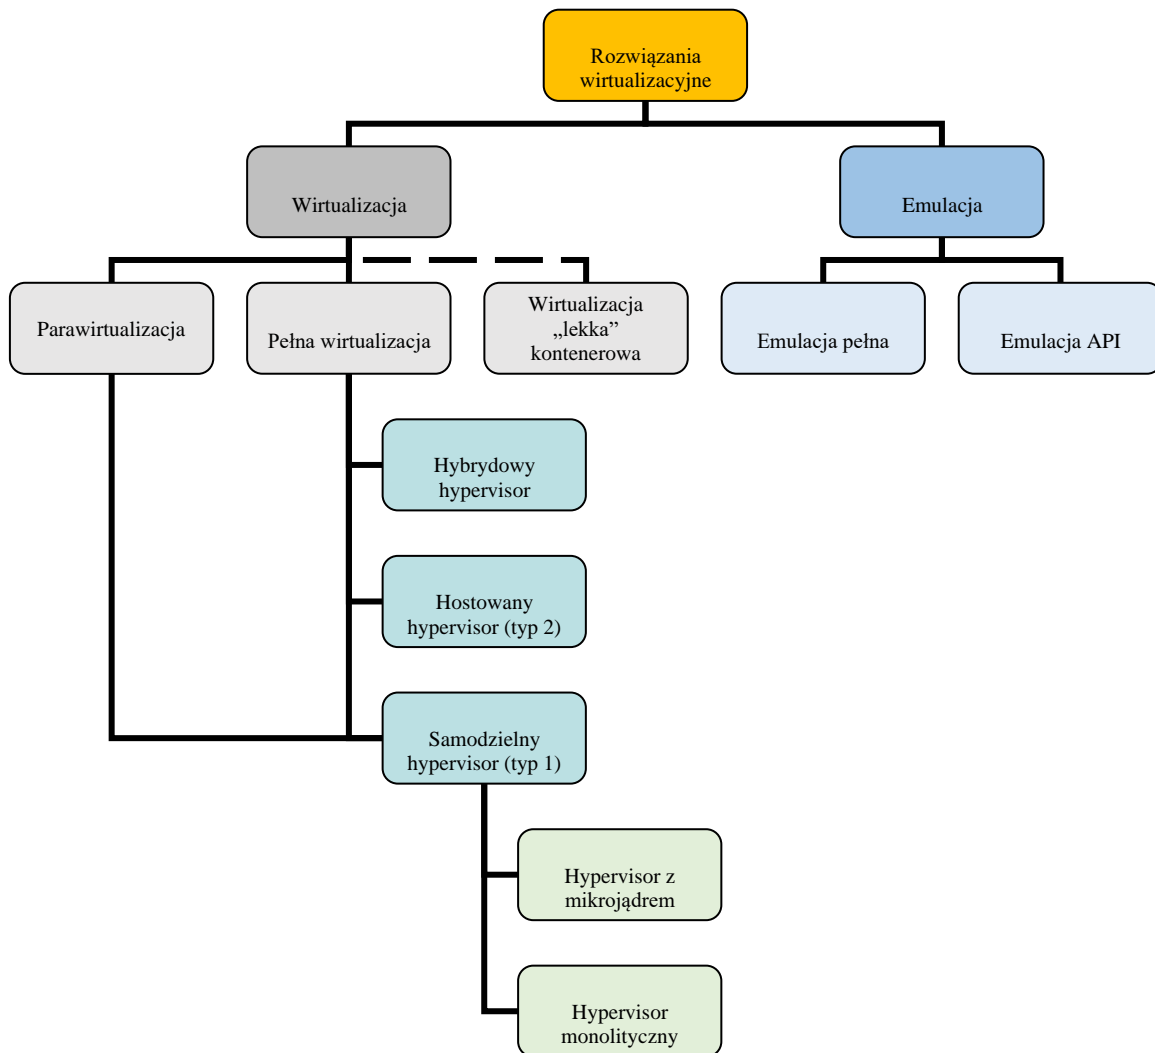 Rozwiązania
wirtualizacyjne
Wirtualizacja
Emulacja
Parawirtualizacja
Pełna wirtualizacja
Wirtualizacja
„lekka”
kontenerowa
Emulacja pełna
Emulacja API
Hybrydowy
hypervisor
Hostowany
hypervisor (typ 2)
Samodzielny
hypervisor (typ 1)
Hypervisor z
mikrojądrem
Hypervisor
monolityczny